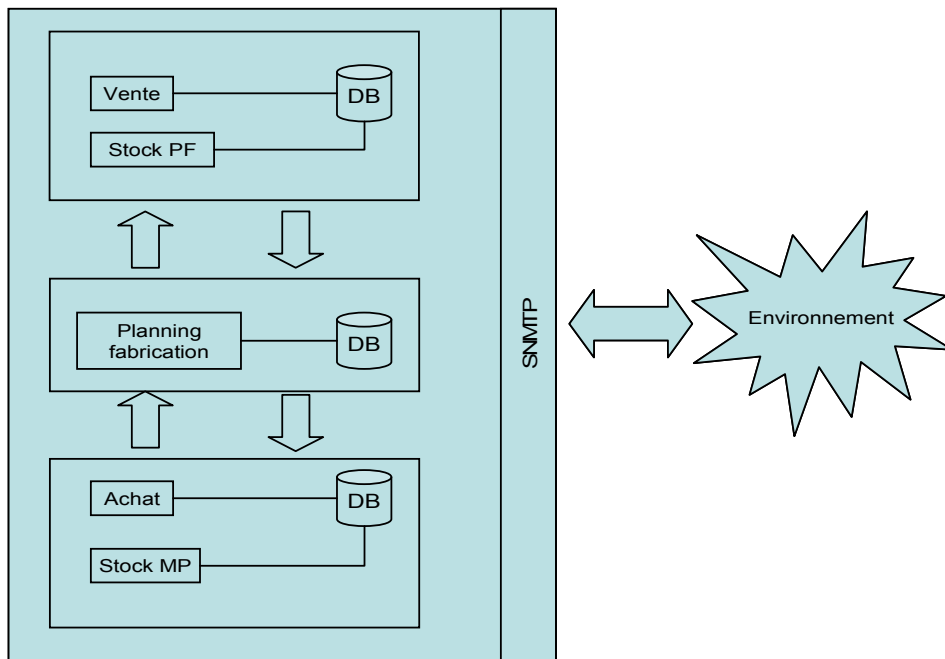 Vente
DB
Stock PF
Planning
fabrication
DB
Achat
DB
Stock MP
SNMTP
Environnement